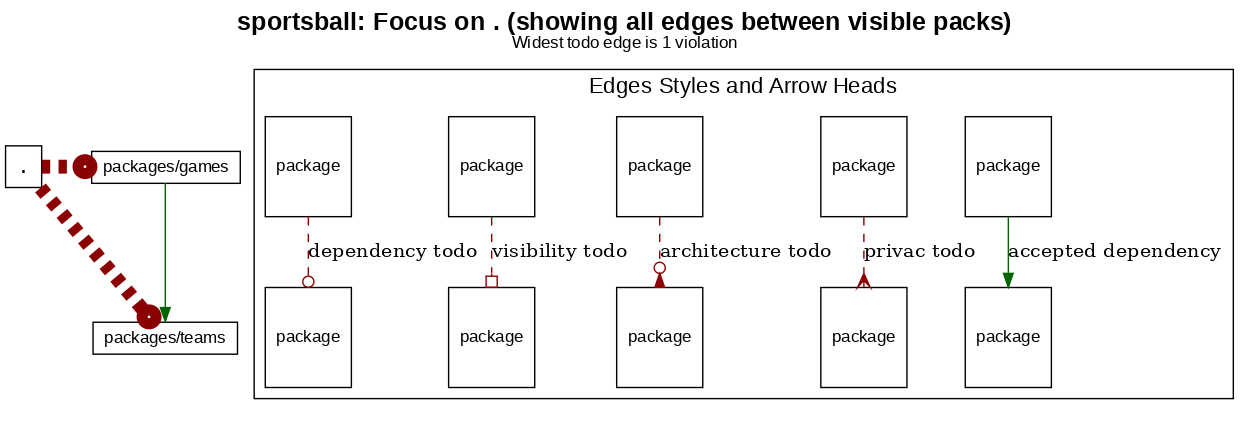 sportsball: Focus on . (showing all edges between visible packs)
Widest todo edge is 1 violation
Edges Styles and Arrow Heads
.
packages/games
packages/teams
package
package
package
package
package
dependency todo
visibility todo
architecture todo
privac todo
accepted dependency
package
package
package
package
package